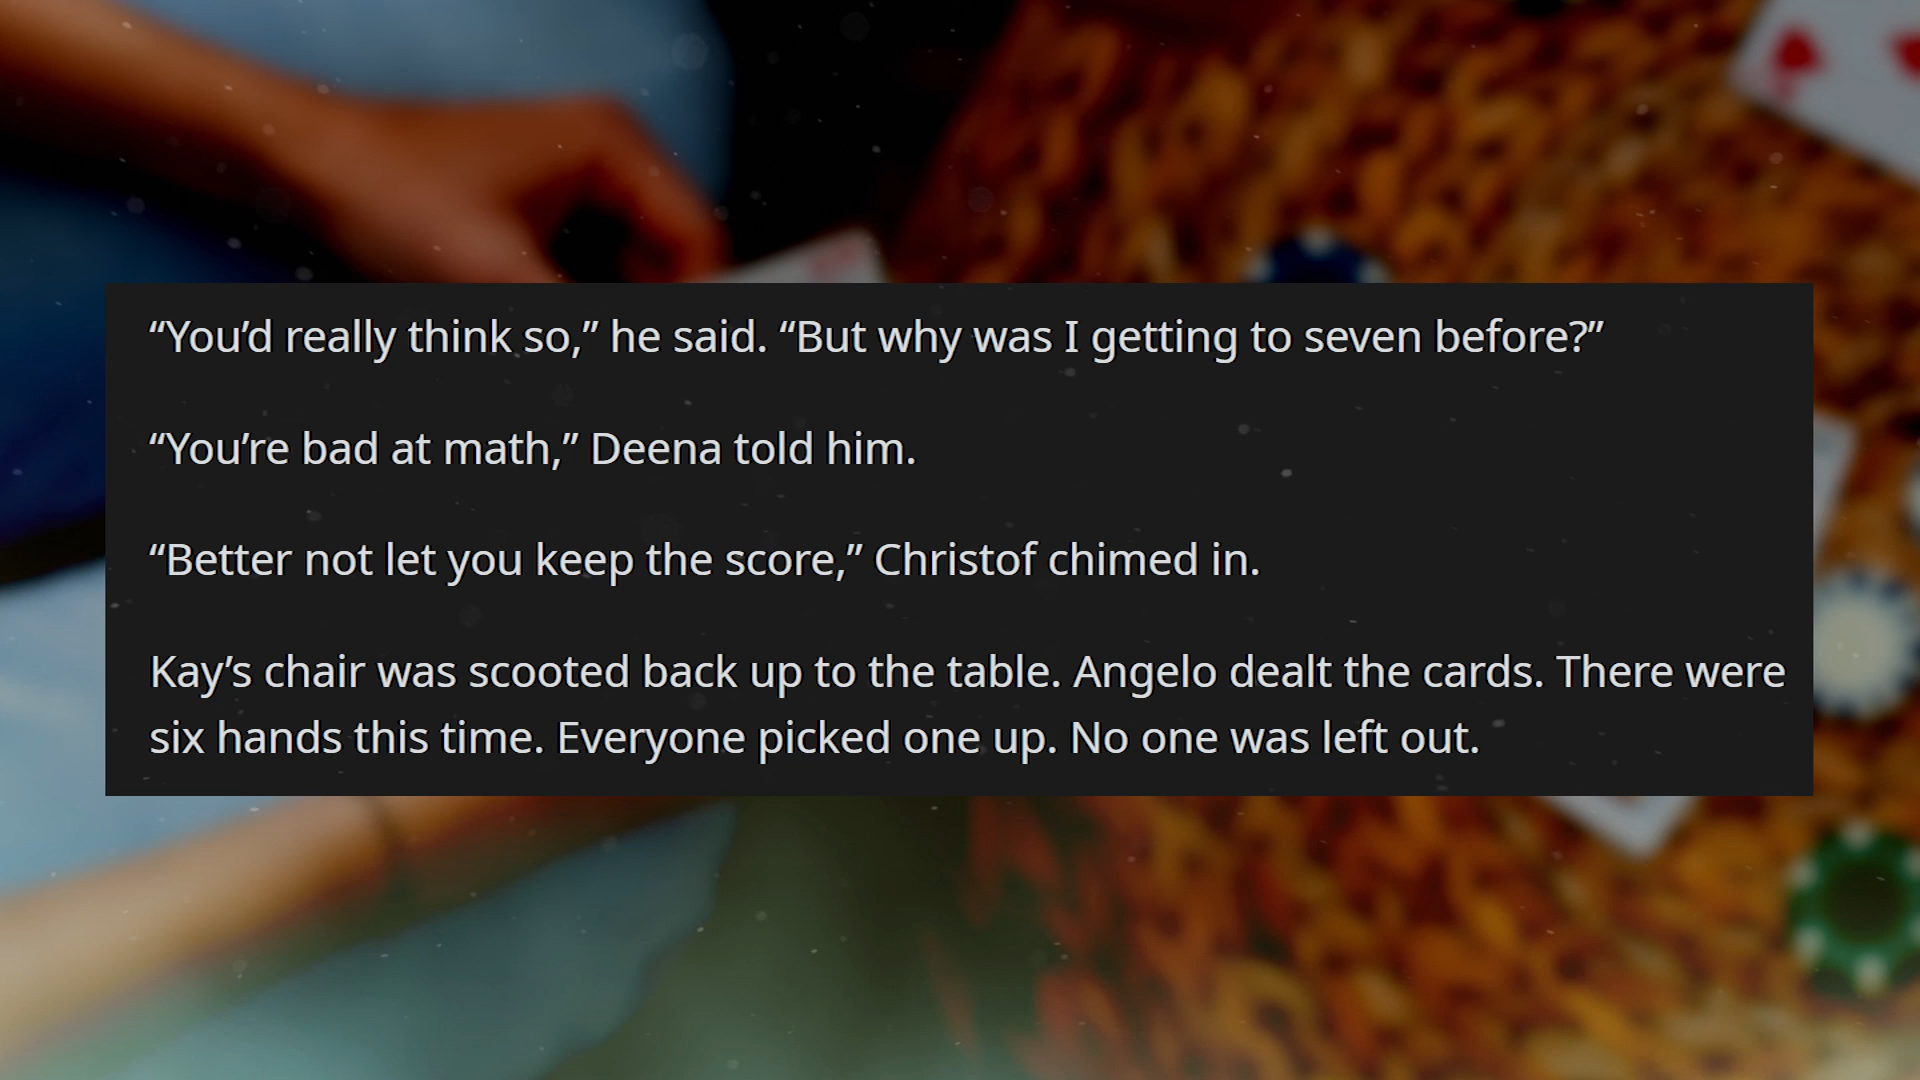 “You’d really think so,” he said. “But why was I getting to seven before?”
“You’re bad at math,” Deena told him.
“Better not let you keep the score,” Christof chimed in.
Kay’s chair was scooted back up to the table. Angelo dealt the cards. There were
six hands this time. Everyone picked one up. No one was left out.